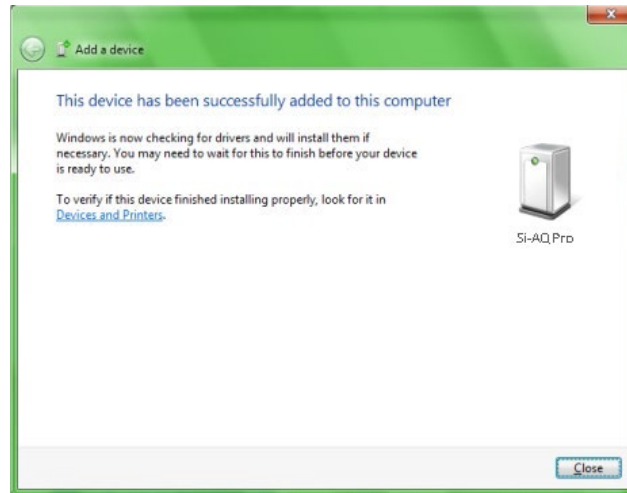 Add a device
This device has been successfully added to this computer
Windows is now checking for drivers and will install them if
necessary. You may need to wait for this to finish before your device
is ready to use.
To verify if this device finished installing properly, look for it in
Devices and Printers.
Si-AQ Pro
Close